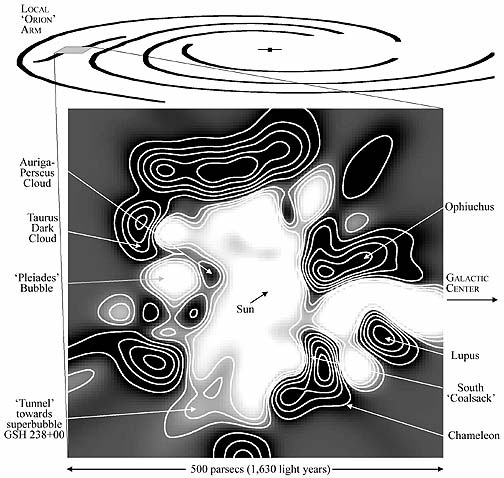 LOCAL
‘ORION’
ARM
AURIGA-
PERSEUS
CLOUD
TAURUS
DARK
CLOUD
‘PLEIADES’
BUBBLE
‘TUNNEL’
TOWARDS
SUPERBUBBLE
GSH 238+00
Sun
OPHIUCHUS
GALACTIC
CENTER
LUPUS
SOUTH
‘COALSACK’
CHAMELEON
500 parsecs (1,630 light years)